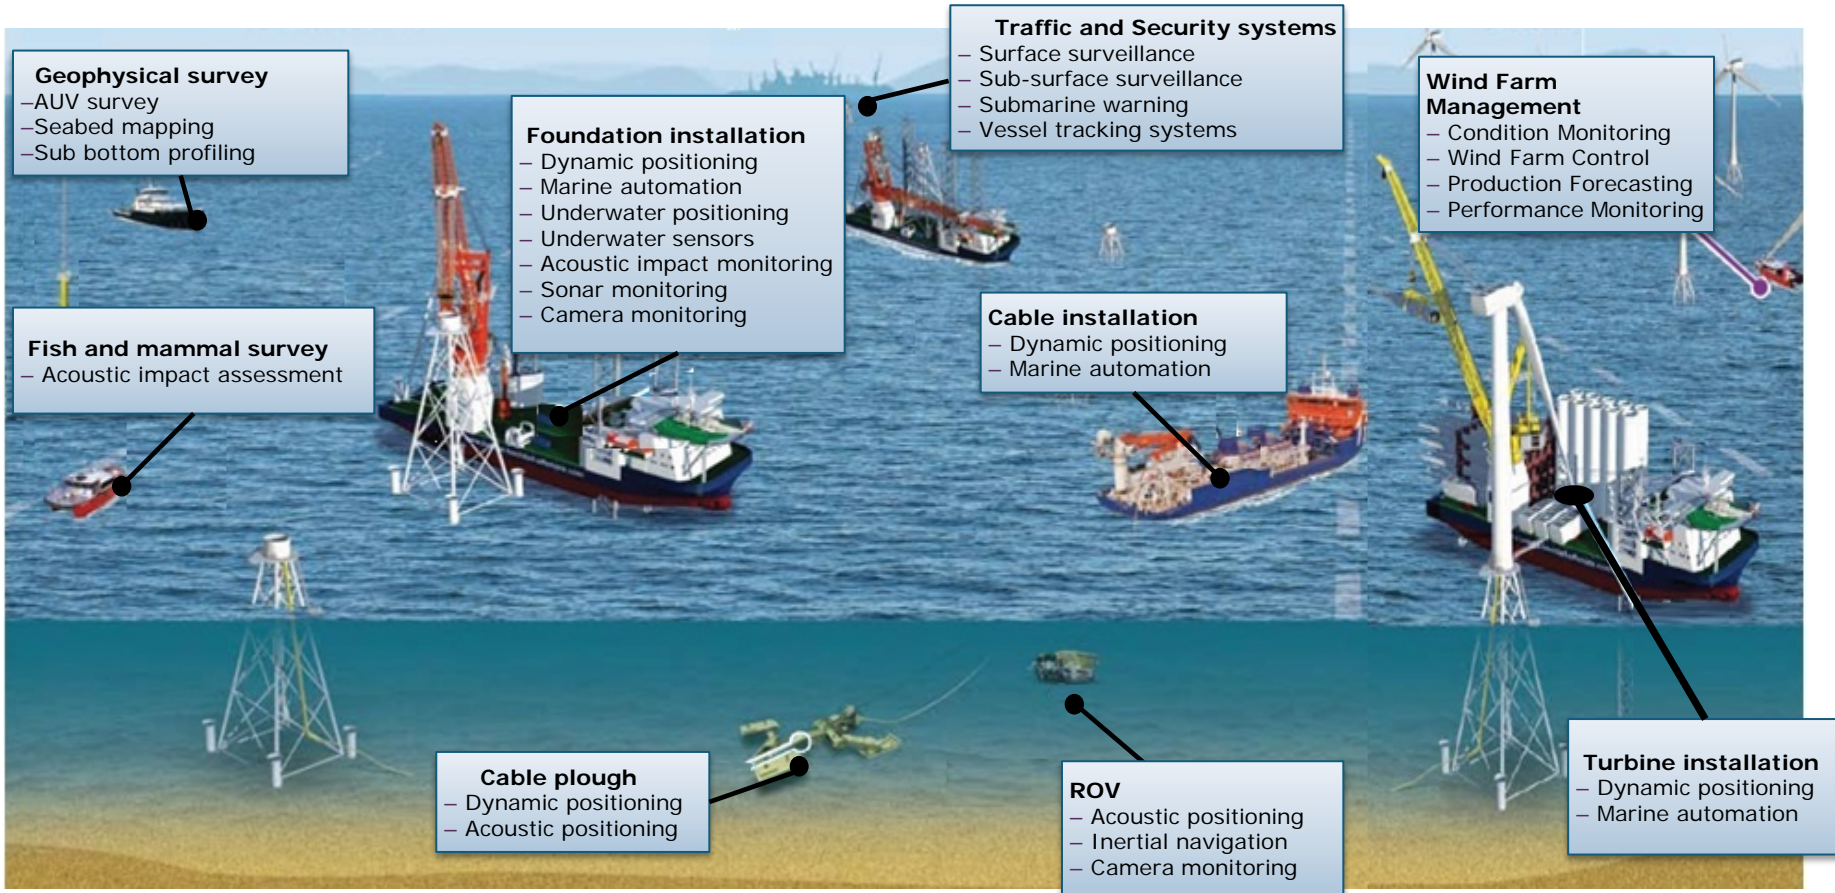 Geophysical survey
–AUV survey
–Seabed mapping
–Sub bottom profiling
Foundation installation
– Dynamic positioning
– Marine automation
– Underwater positioning
– Underwater sensors
– Acoustic impact monitoring
– Sonar monitoring
– Camera monitoring
Traffic and Security systems
– Surface surveillance
– Sub-surface surveillance
– Submarine warning
– Vessel tracking systems
Wind Farm
Management
– Condition Monitoring
– Wind Farm Control
– Production Forecasting
– Performance Monitoring
Fish and mammal survey
– Acoustic impact assessment
Cable installation
– Dynamic positioning
– Marine automation
Cable plough
– Dynamic positioning
– Acoustic positioning
ROV
– Acoustic positioning
– Inertial navigation
– Camera monitoring
Turbine installation
– Dynamic positioning
– Marine automation